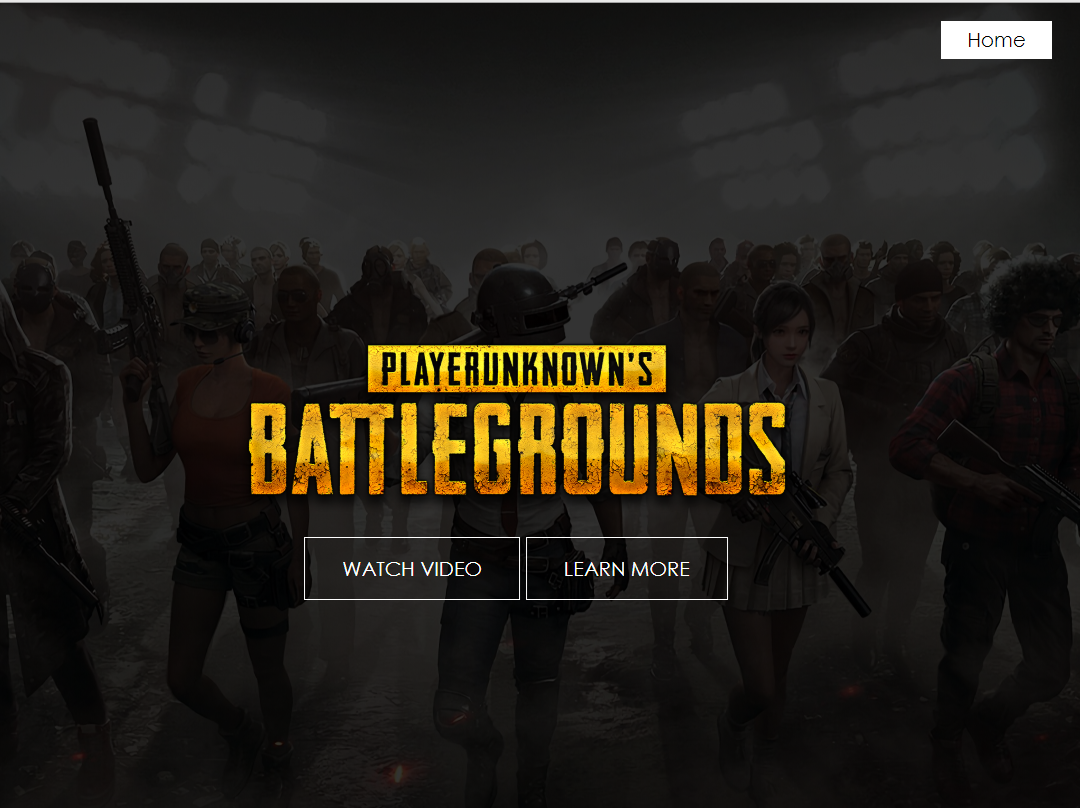 Home
PLAYERUNKNOWN'S
BATTLEGROUNDS
WATCH VIDEO
LEARN MORE